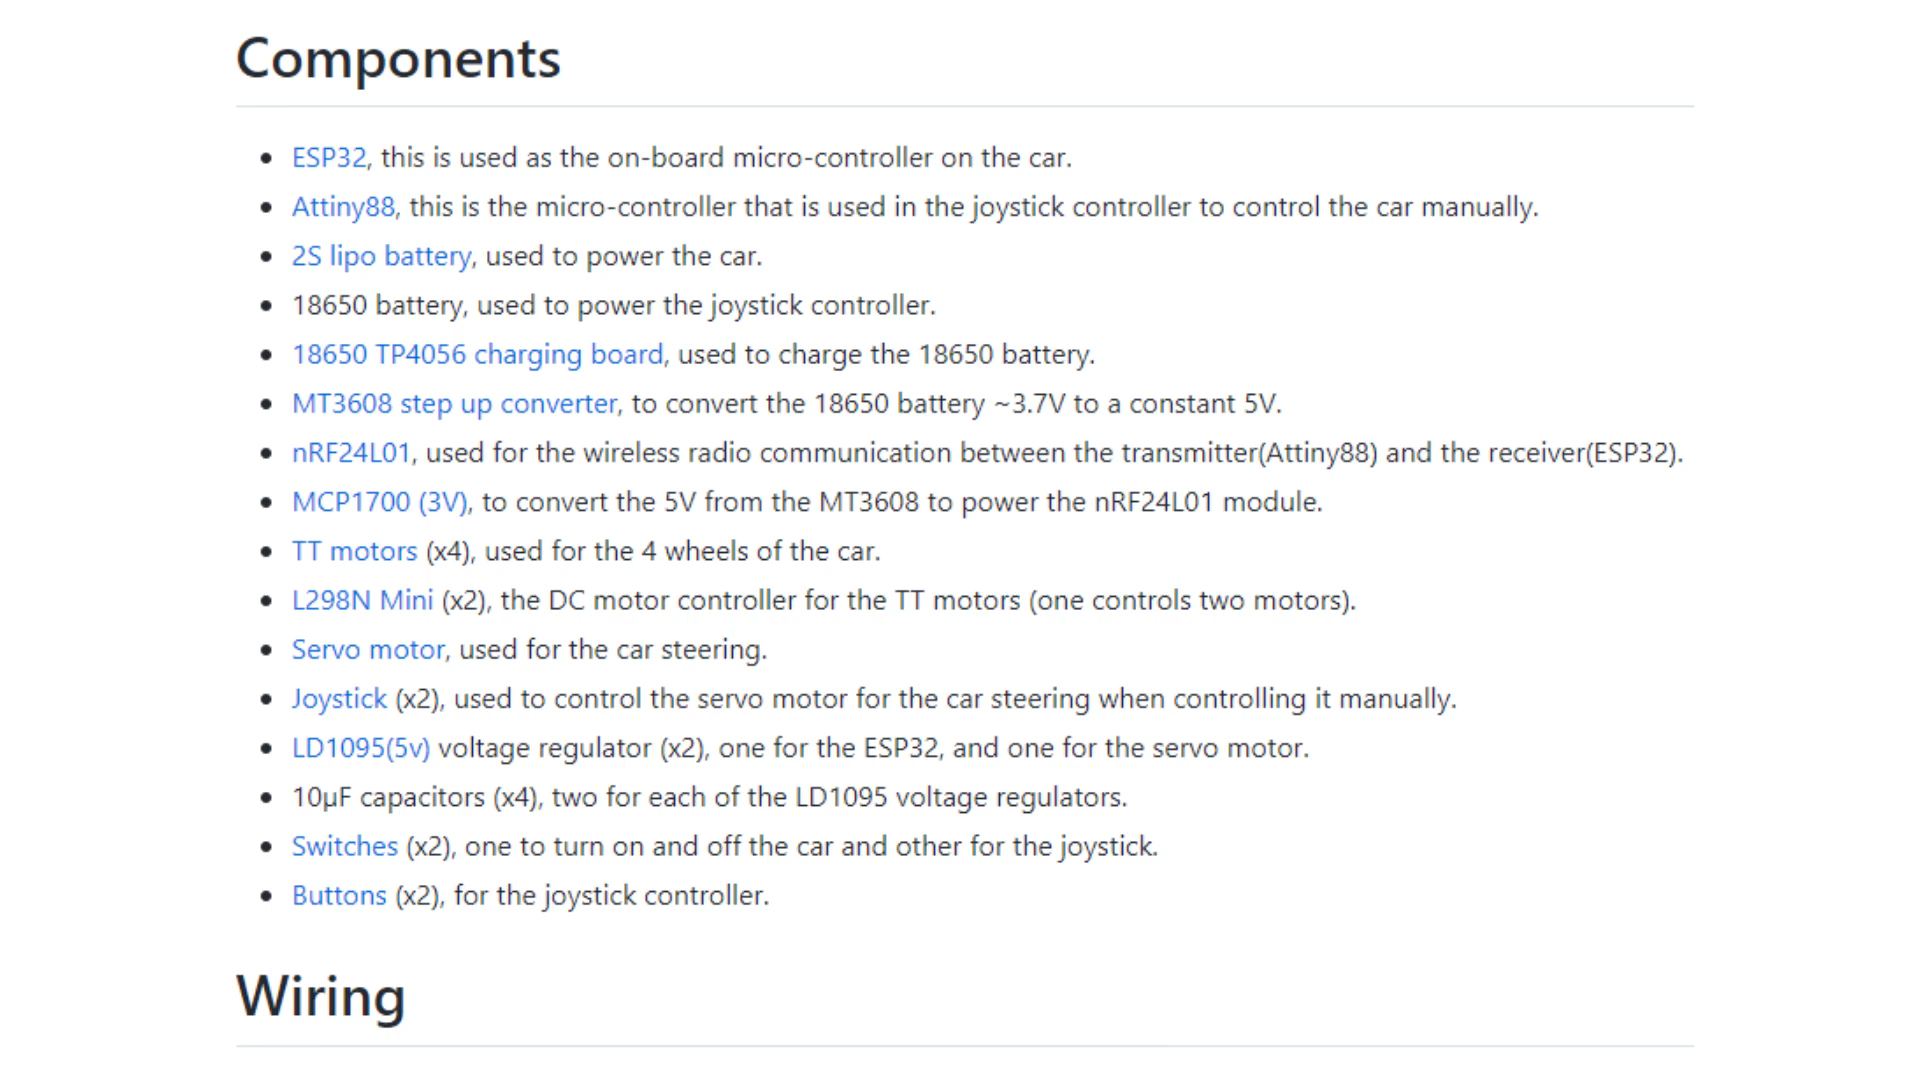 Components
• ESP32, this is used as the on-board micro-controller on the car.
• Attiny88, this is the micro-controller that is used in the joystick controller to control the car manually.
• 2S lipo battery, used to power the car.
• 18650 battery, used to power the joystick controller.
• 18650 TP4056 charging board, used to charge the 18650 battery.
• MT3608 step up converter, to convert the 18650 battery ~3.7V to a constant 5V.
• nRF24L01, used for the wireless radio communication between the transmitter(Attiny88) and the receiver(ESP32).
• MCP1700 (3V), to convert the 5V from the MT3608 to power the nRF24L01 module.
• TT motors (x4), used for the 4 wheels of the car.
• L298N Mini (x2), the DC motor controller for the TT motors (one controls two motors).
• Servo motor, used for the car steering.
• Joystick (x2), used to control the servo motor for the car steering when controlling it manually.
• LD1095(5v) voltage regulator (x2), one for the ESP32, and one for the servo motor.
• 10µF capacitors (x4), two for each of the LD1095 voltage regulators.
• Switches (x2), one to turn on and off the car and other for the joystick.
• Buttons (x2), for the joystick controller.
Wiring